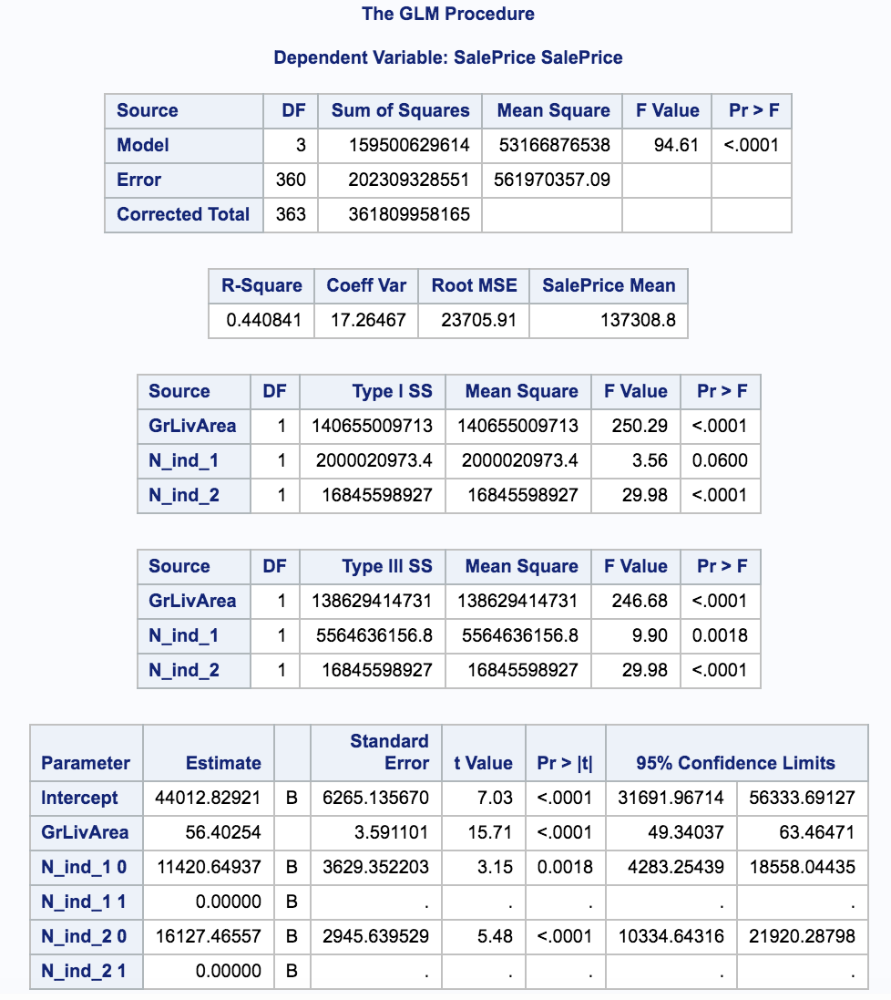 The GLM Procedure
Dependent Variable: SalePrice SalePrice
Source DF Sum of Squares Mean Square F Value Pr > F
Model 3 159500629614 53166876538 94.61 <.0001
Error 360 202309328551 561970357.09
Corrected Total 363 361809958165
R-Square Coeff Var Root MSE SalePrice Mean
0.440841 17.26467 23705.91 137308.8
Source DF Type I SS Mean Square F Value Pr > F
GrLivArea 1 140655009713 140655009713 250.29 <.0001
N_ind_1 1 2000020973.4 2000020973.4 3.56 0.0600
N_ind_2 1 16845598927 16845598927 29.98 <.0001
Source DF Type III SS Mean Square F Value Pr > F
GrLivArea 1 138629414731 138629414731 246.68 <.0001
N_ind_1 1 5564636156.8 5564636156.8 9.90 0.0018
N_ind_2 1 16845598927 16845598927 29.98 <.0001
Parameter Estimate Standard Error t Value Pr > |t| 95% Confidence Limits
Intercept 44012.82921 B 6265.135670 7.03 <.0001 31691.96714 56333.69127
GrLivArea 56.40254 3.591101 15.71 <.0001 49.34037 63.46471
N_ind_1 0 11420.64937 B 3629.352203 3.15 0.0018 4283.25439 18558.04435
N_ind_1 1 0.00000 B . . . . .
N_ind_2 0 16127.46557 B 2945.639529 5.48 <.0001 10334.64316 21920.28798
N_ind_2 1 0.00000 B . . . . .